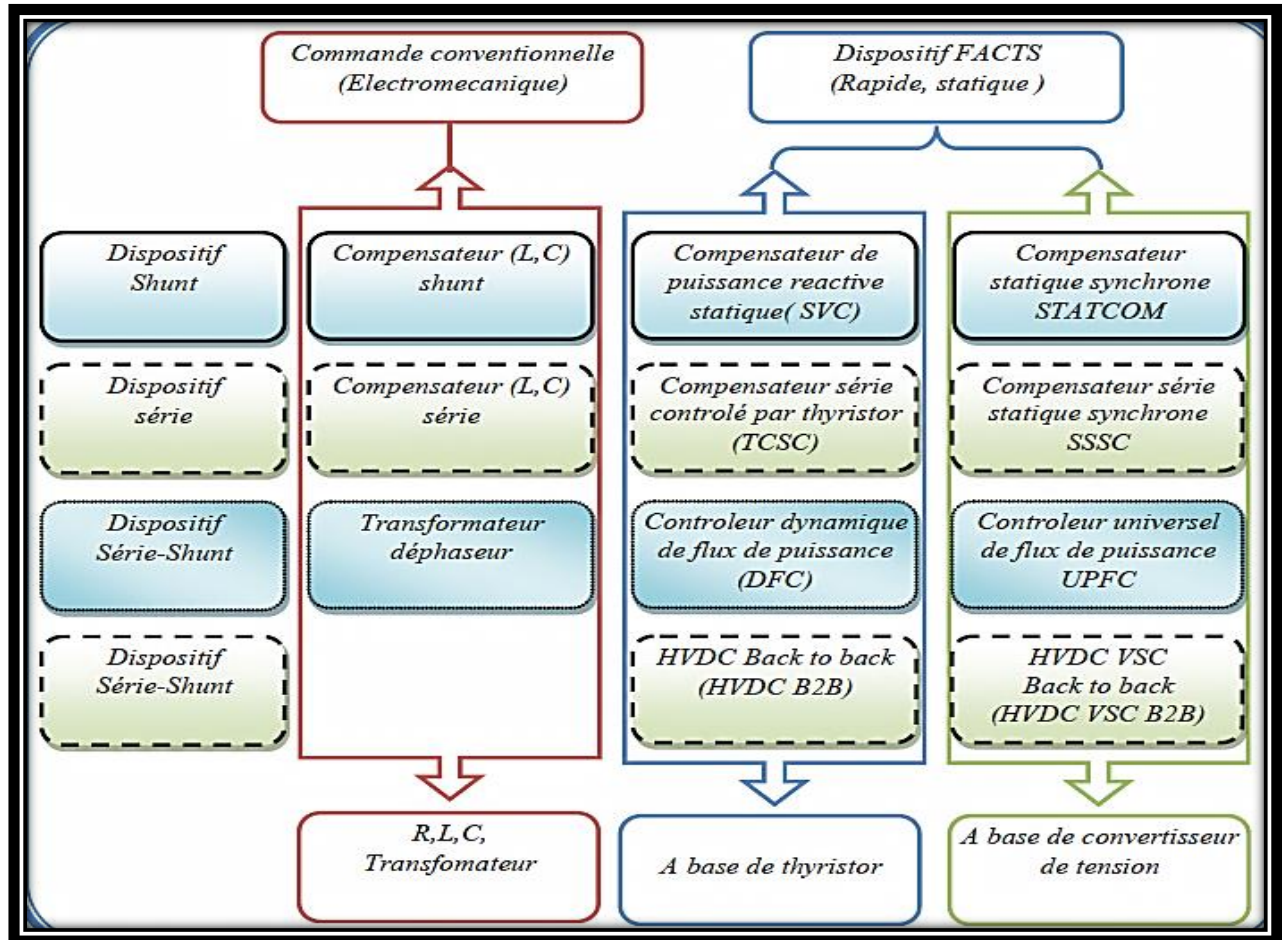 Commande conventionnelle
(Electromecanique)
Dispositif FACTS
(Rapide, statique )
Dispositif
Shunt
Compensateur (L,C)
shunt
Compensateur de
puissance reactive
statique( SVC)
Compensateur
statique synchrone
STATCOM
Dispositif
série
Compensateur (L,C)
série
Compensateur série
controlé par thyristor
(TCSC)
Compensateur série
statique synchrone
SSSC
Dispositif
Série-Shunt
Transformateur
déphaseur
Controleur dynamique
de flux de puissance
(DFC)
Controleur universel
de flux de puissance
UPFC
Dispositif
Série-Shunt
HVDC Back to back
(HVDC B2B)
HVDC VSC
Back to back
(HVDC VSC B2B)
R,L,C,
Transfomateur
A base de thyristor
A base de convertisseur
de tension